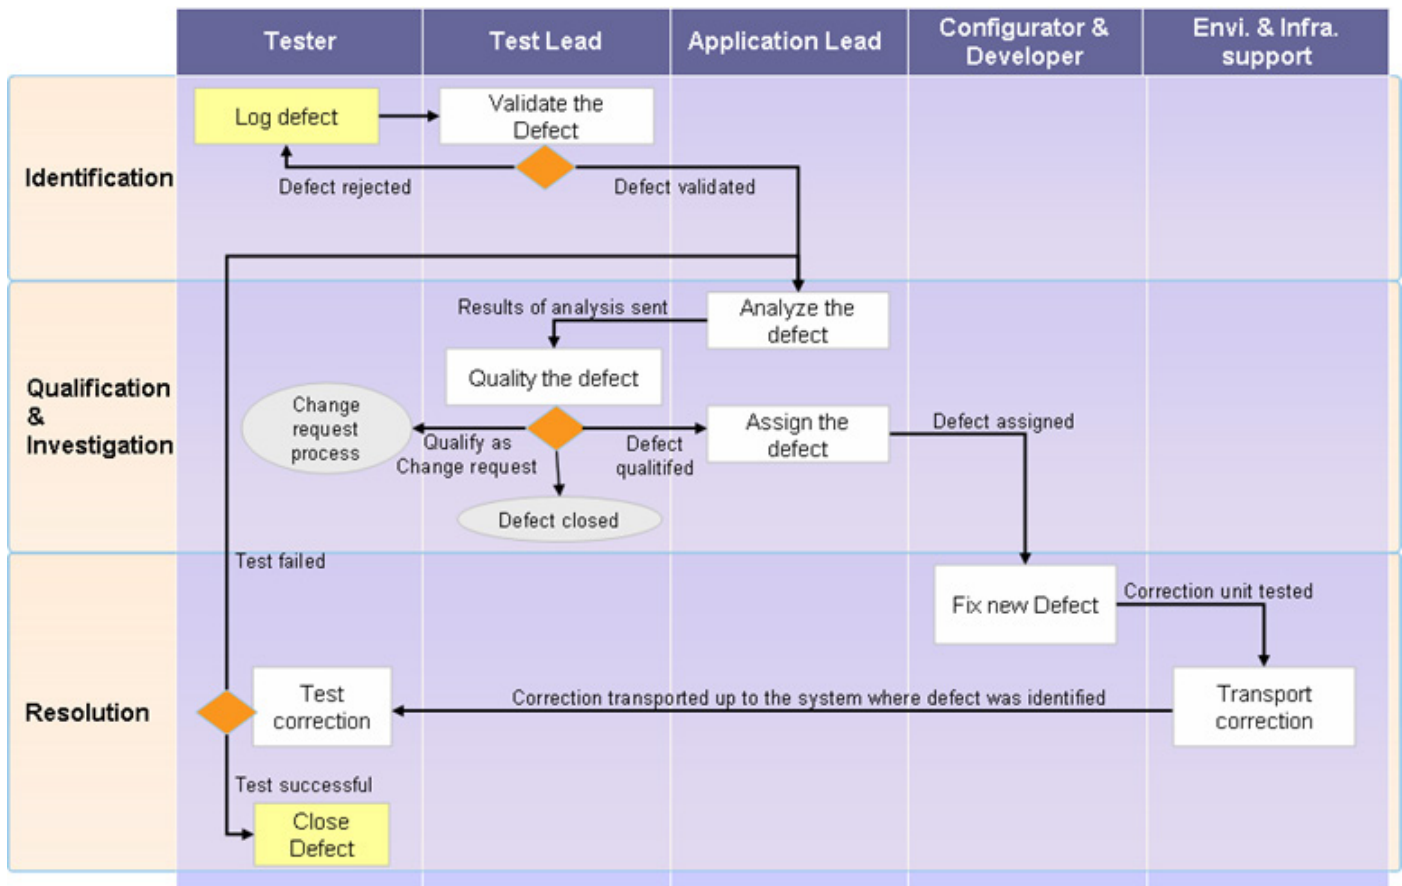 Tester
Test Lead
Application Lead
Configurator &
Developer
Envi. & Infra.
support
Identification
Log defect
Validate the
Defect
Defect rejected
Defect validated
Qualification
&
Investigation
Results of analysis sent
Analyze the
defect
Quality the defect
Change
request
process
Qualify as
Change request
Defect
qualitifed
Assign the
defect
Defect assigned
Defect closed
Resolution
Test failed
Fix new Defect
Correction unit tested
Test
correction
Correction transported up to the system where defect was identified
Transport
correction
Test successful
Close
Defect